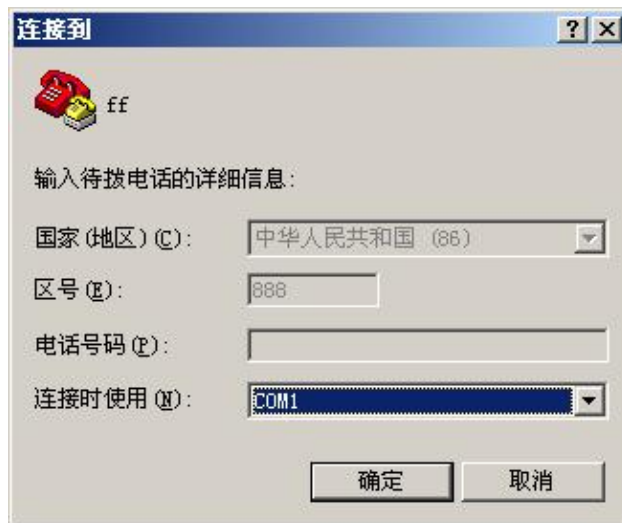 连接到
ff
输入待拨电话的详细信息:
国家(地区)(C): 中华人民共和国 (86)
区号(E): 888
电话号码(P):
连接时使用(N): COM1
确定 取消